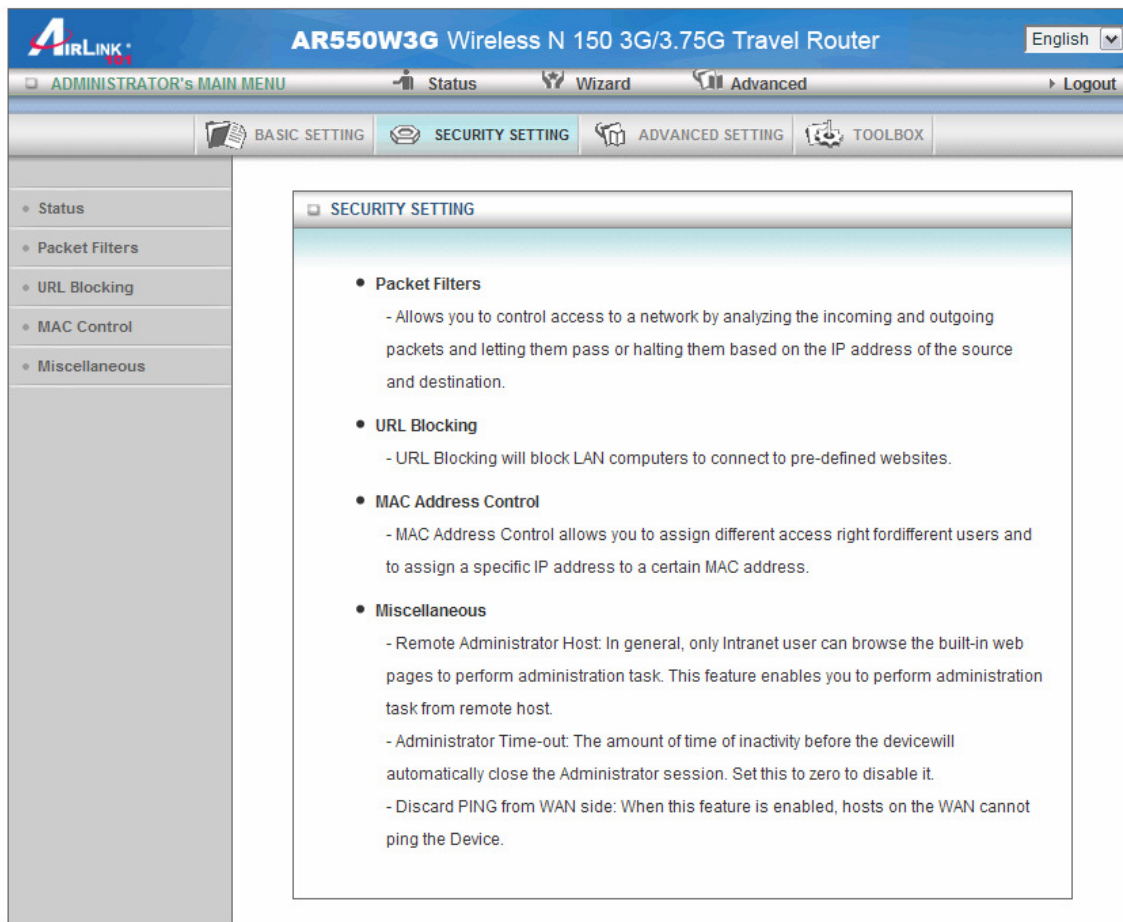 AIRLINK
101
AR550W3G Wireless N 150 3G/3.75G Travel Router
English
ADMINISTRATOR's MAIN MENU
Status
Wizard
Advanced
Logout
BASIC SETTING
SECURITY SETTING
ADVANCED SETTING
TOOLBOX
Status
Packet Filters
URL Blocking
MAC Control
Miscellaneous
SECURITY SETTING
Packet Filters
- Allows you to control access to a network by analyzing the incoming and outgoing
packets and letting them pass or halting them based on the IP address of the source
and destination.
URL Blocking
- URL Blocking will block LAN computers to connect to pre-defined websites.
MAC Address Control
- MAC Address Control allows you to assign different access right fordifferent users and
to assign a specific IP address to a certain MAC address.
Miscellaneous
- Remote Administrator Host: In general, only Intranet user can browse the built-in web
pages to perform administration task. This feature enables you to perform administration
task from remote host.
- Administrator Time-out: The amount of time of inactivity before the devicewill
automatically close the Administrator session. Set this to zero to disable it.
- Discard PING from WAN side: When this feature is enabled, hosts on the WAN cannot
ping the Device.